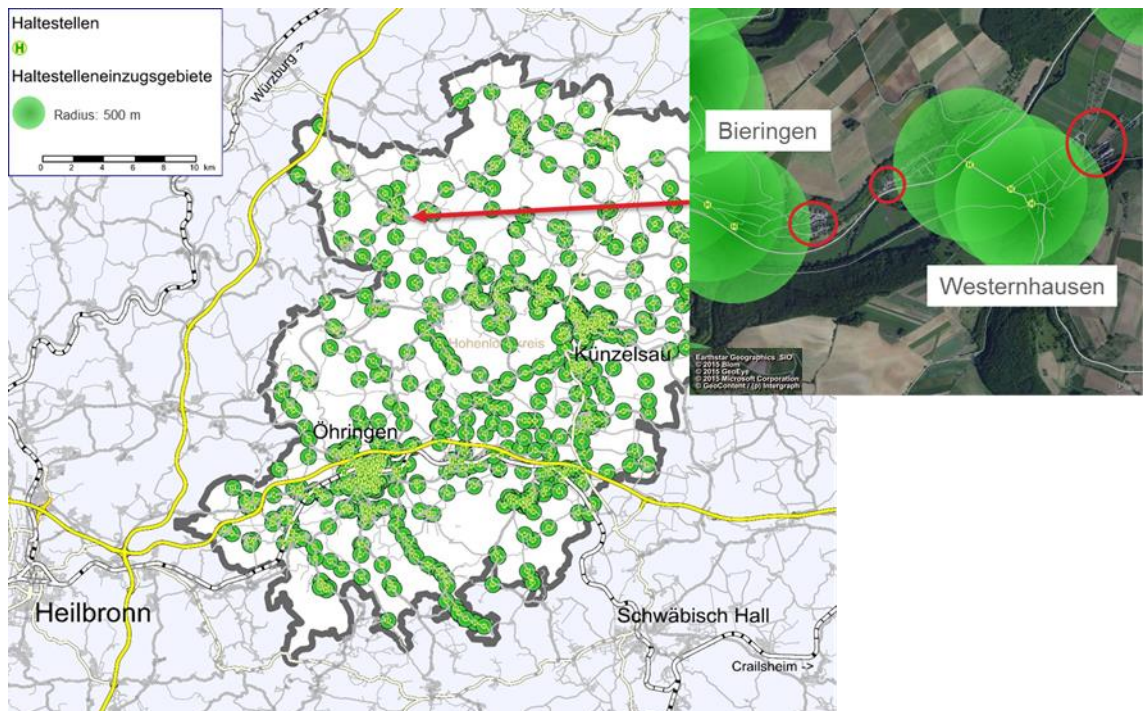 Haltestellen
H
Haltestelleneinzugsgebiete
Radius: 500 m
0 2 4 6 8 10
km
Würzburg ->
Bieringen
Westernhausen
Earthstar Geographics SIO
© 2015 Blom
© 2015 GeoEye
© 2015 Microsoft Corporation
© GeoContent / (p) Intergraph
Hohenlohekreis
Künzelsau
Öhringen
Heilbronn
Schwäbisch Hall
Crailsheim ->